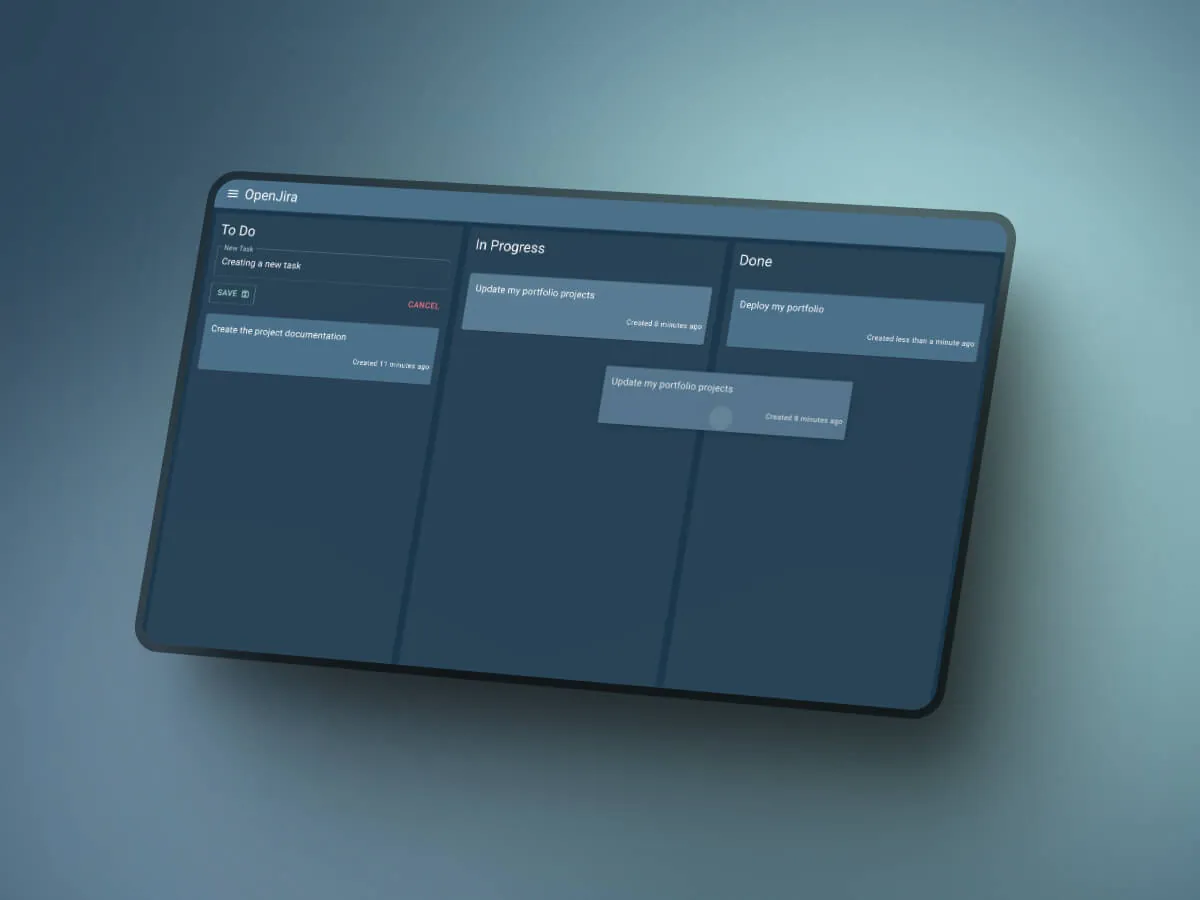 OpenJira
To Do
New Task
Creating a new task
SAVE
CANCEL
Create the project documentation
Created 11 minutes ago
In Progress
Update my portfolio projects
Created 8 minutes ago
Done
Deploy my portfolio
Created less than a minute ago
Update my portfolio projects
Created 8 minutes ago